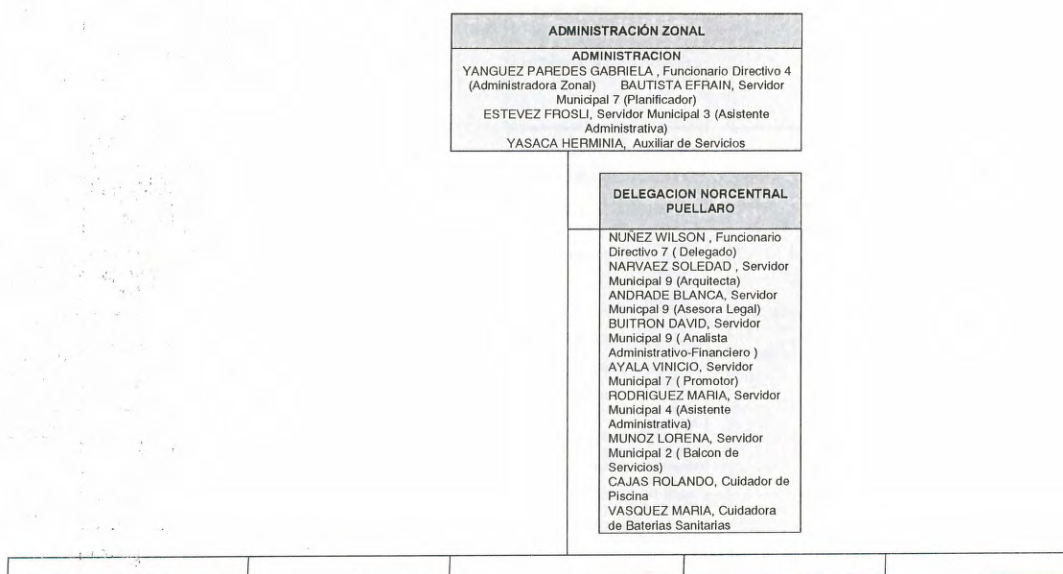 ADMINISTRACIÓN ZONAL
ADMINISTRACION
YANGUEZ PAREDES GABRIELA , Funcionario Directivo 4
(Administradora Zonal) BAUTISTA EFRAIN, Servidor
Municipal 7 (Planificador)
ESTEVEZ FROSLI, Servidor Municipal 3 (Asistente
Administrativa)
YASACA HERMINIA, Auxiliar de Servicios
DELEGACION NORCENTRAL
PUELLARO
NUÑEZ WILSON , Funcionario
Directivo 7 ( Delegado)
NARVAEZ SOLEDAD , Servidor
Municipal 9 (Arquitecta)
ANDRADE BLANCA, Servidor
Municpal 9 (Asesora Legal)
BUITRON DAVID, Servidor
Municipal 9 ( Analista
Administrativo-Financiero )
AYALA VINICIO, Servidor
Municipal 7 ( Promotor)
RODRIGUEZ MARIA, Servidor
Municipal 4 (Asistente
Administrativa)
MUNOZ LORENA, Servidor
Municipal 2 ( Balcon de
Servicios)
CAJAS ROLANDO, Cuidador de
Piscina
VASQUEZ MARIA, Cuidadora
de Baterias Sanitarias